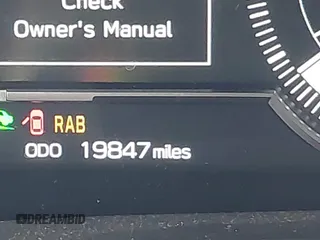 Check
Owner's Manual
RAB
ODO 19847 miles
DREAMBID